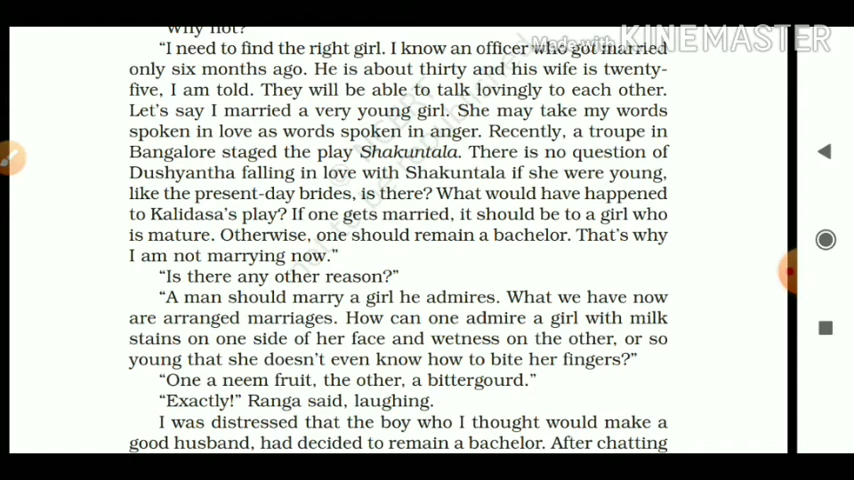 Why not?
Made with KINEMASTER
"I need to find the right girl. I know an officer who got married
only six months ago. He is about thirty and his wife is twenty-
five, I am told. They will be able to talk lovingly to each other.
Let's say I married a very young girl. She may take my words
spoken in love as words spoken in anger. Recently, a troupe in
Bangalore staged the play Shakuntala. There is no question of
Dushyantha falling in love with Shakuntala if she were young,
like the present-day brides, is there? What would have happened
to Kalidasa's play? If one gets married, it should be to a girl who
is mature. Otherwise, one should remain a bachelor. That's why
I am not marrying now."
"Is there any other reason?"
"A man should marry a girl he admires. What we have now
are arranged marriages. How can one admire a girl with milk
stains on one side of her face and wetness on the other, or so
young that she doesn't even know how to bite her fingers?"
"One a neem fruit, the other, a bittergourd."
"Exactly!" Ranga said, laughing.
I was distressed that the boy who I thought would make a
good husband, had decided to remain a bachelor. After chatting
© NCERT
not to be republished